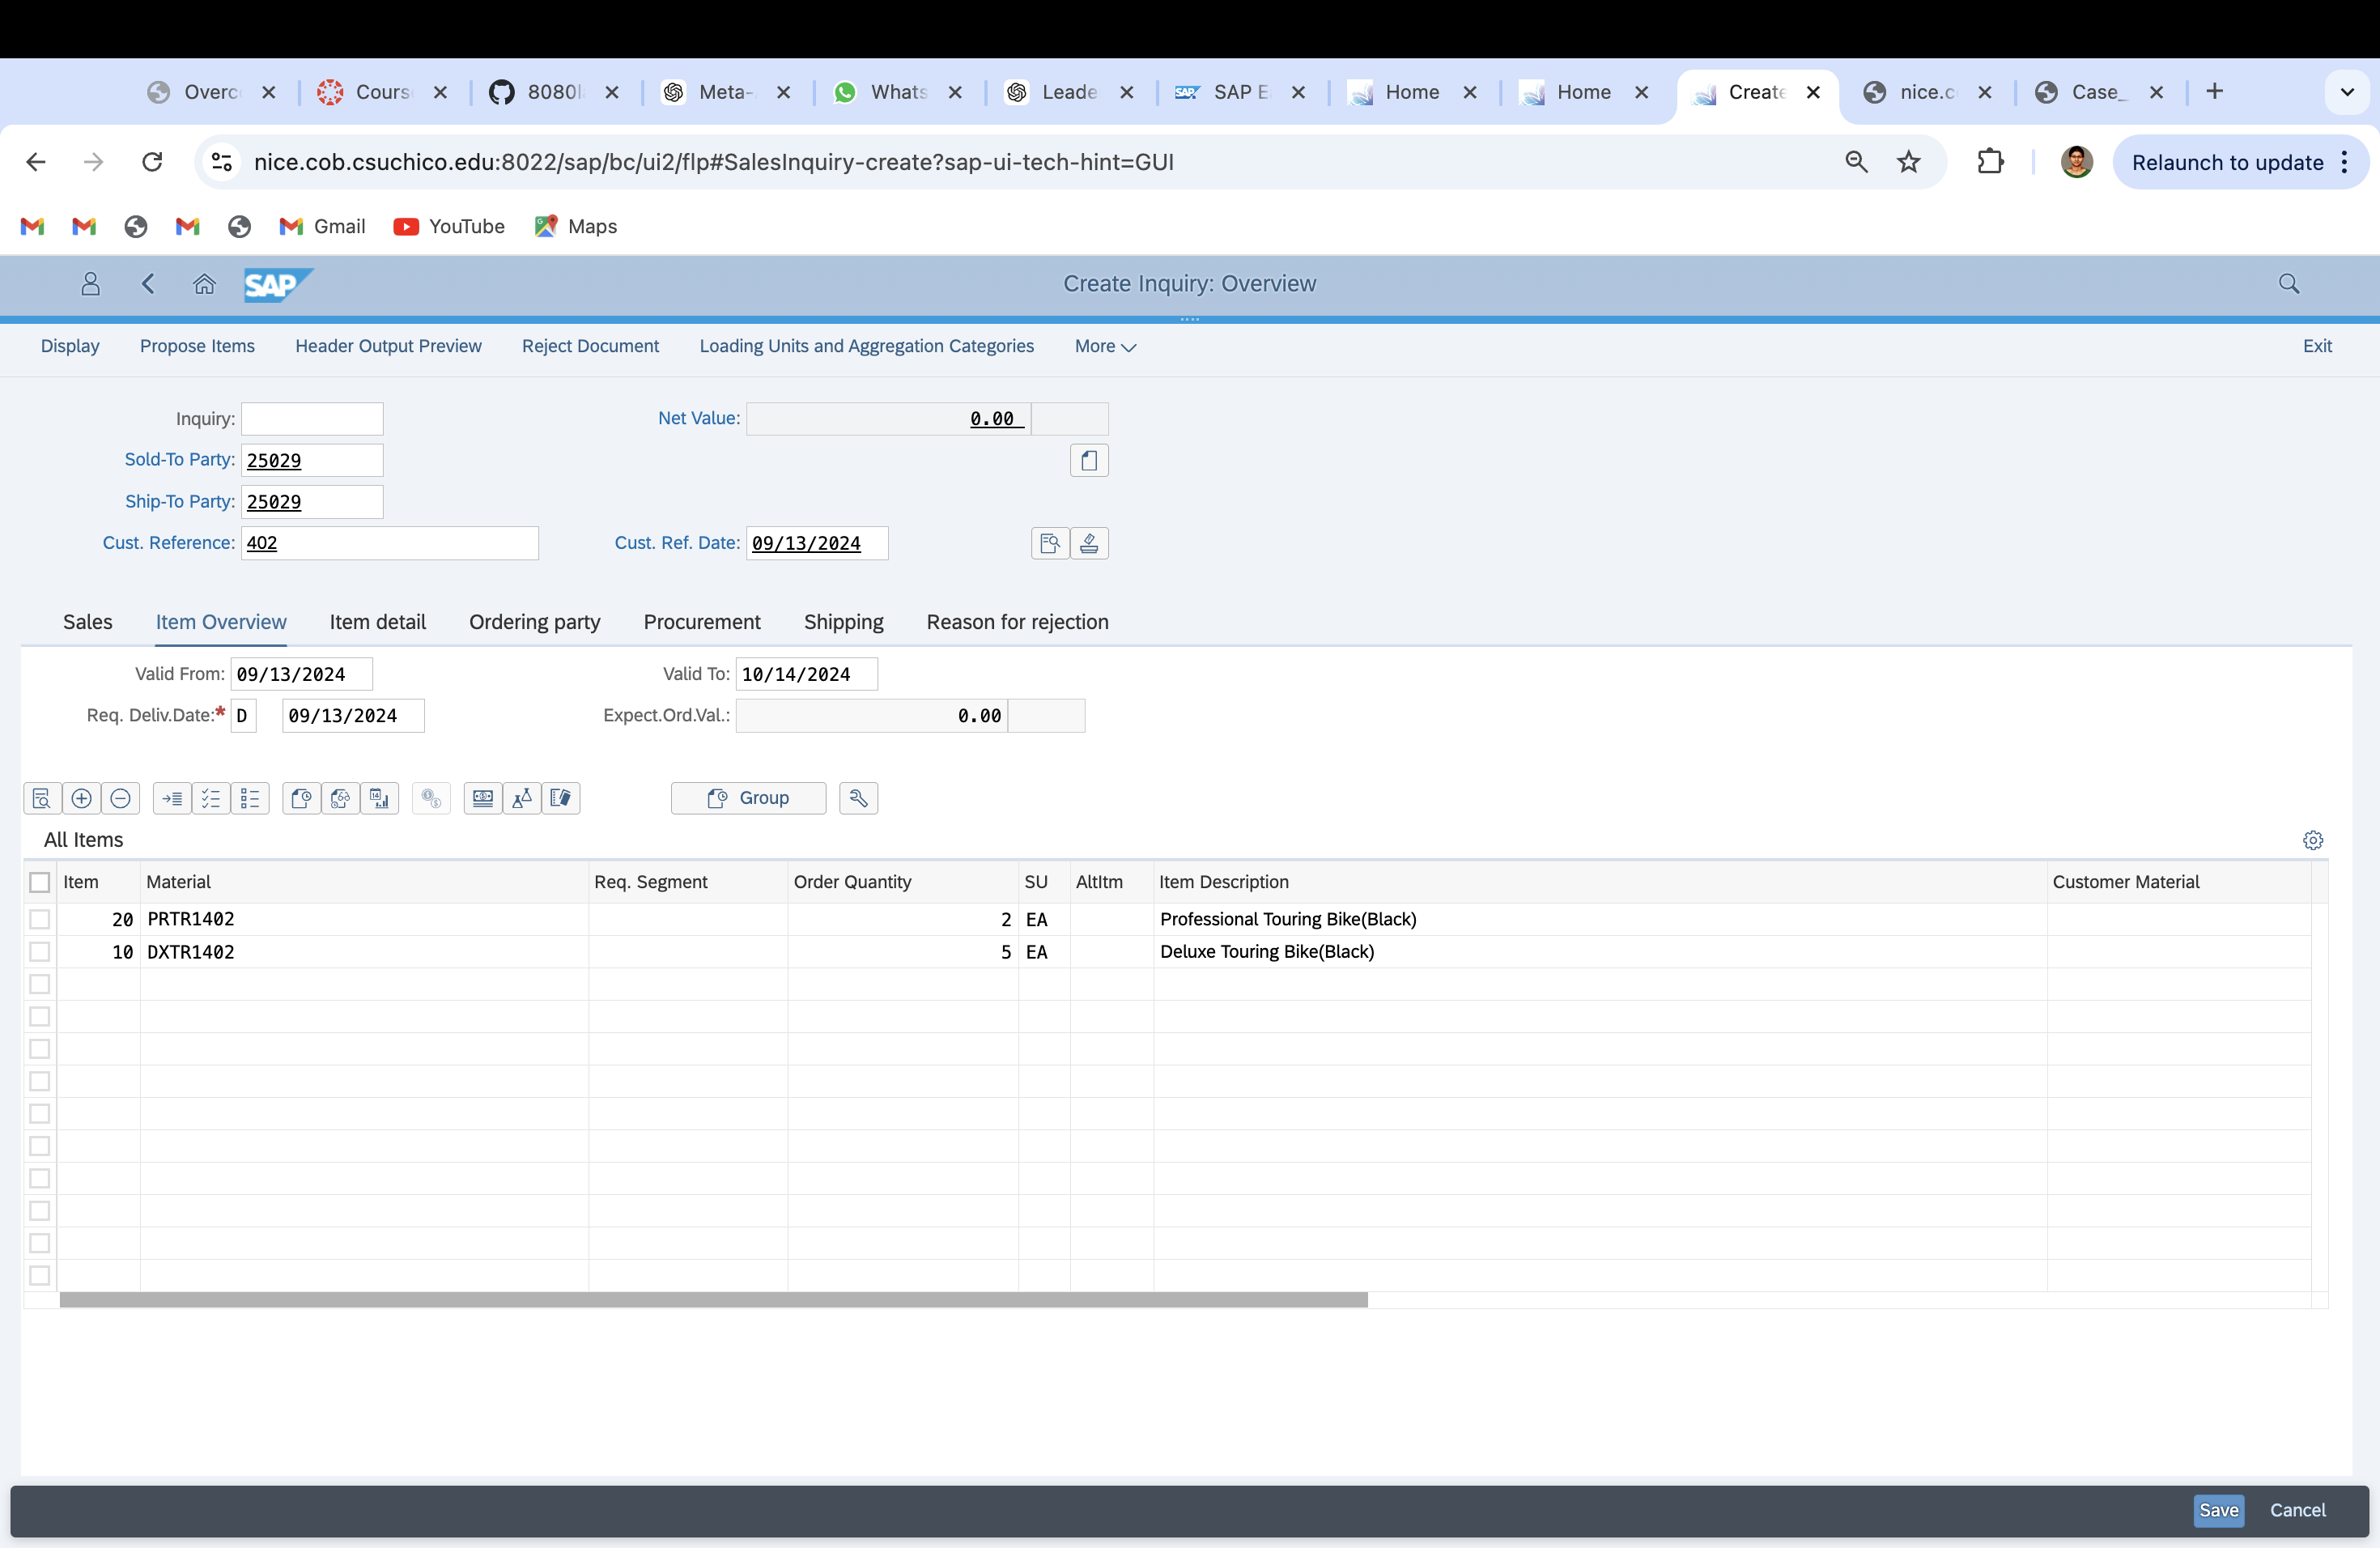 Overc Cours 8080l Meta- Whats Leade SAP E Home Home Create nice.c Case_
nice.cob.csuchico.edu:8022/sap/bc/ui2/flp#SalesInquiry-create?sap-ui-tech-hint=GUI Relaunch to update
Gmail YouTube Maps
SAP Create Inquiry: Overview
Display Propose Items Header Output Preview Reject Document Loading Units and Aggregation Categories More Exit
Inquiry: Net Value: 0.00
Sold-To Party: 25029
Ship-To Party: 25029
Cust. Reference: 402 Cust. Ref. Date: 09/13/2024
Sales Item Overview Item detail Ordering party Procurement Shipping Reason for rejection
Valid From: 09/13/2024 Valid To: 10/14/2024
Req. Deliv.Date:* D 09/13/2024 Expect.Ord.Val.: 0.00
Group
All Items
Item Material Req. Segment Order Quantity SU AltItm Item Description Customer Material
20 PRTR1402 2 EA Professional Touring Bike(Black)
10 DXTR1402 5 EA Deluxe Touring Bike(Black)
Save Cancel